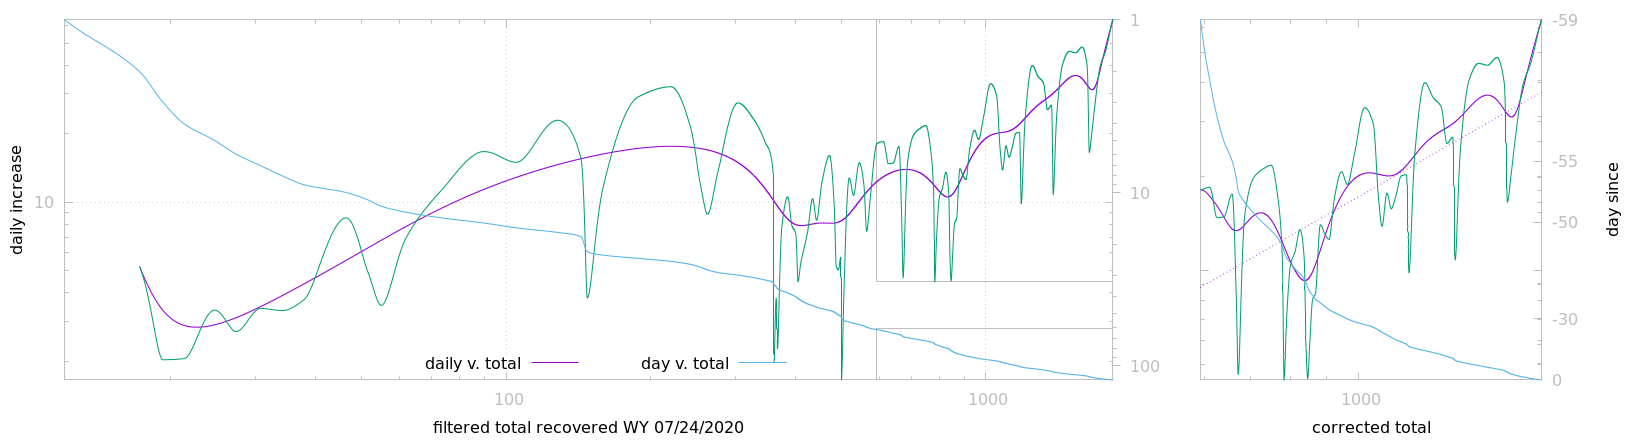 1
-59
daily increase
10
10
-55
-50
day since
-30
daily v. total
day v. total
100
0
100
1000
1000
filtered total recovered WY 07/24/2020
corrected total